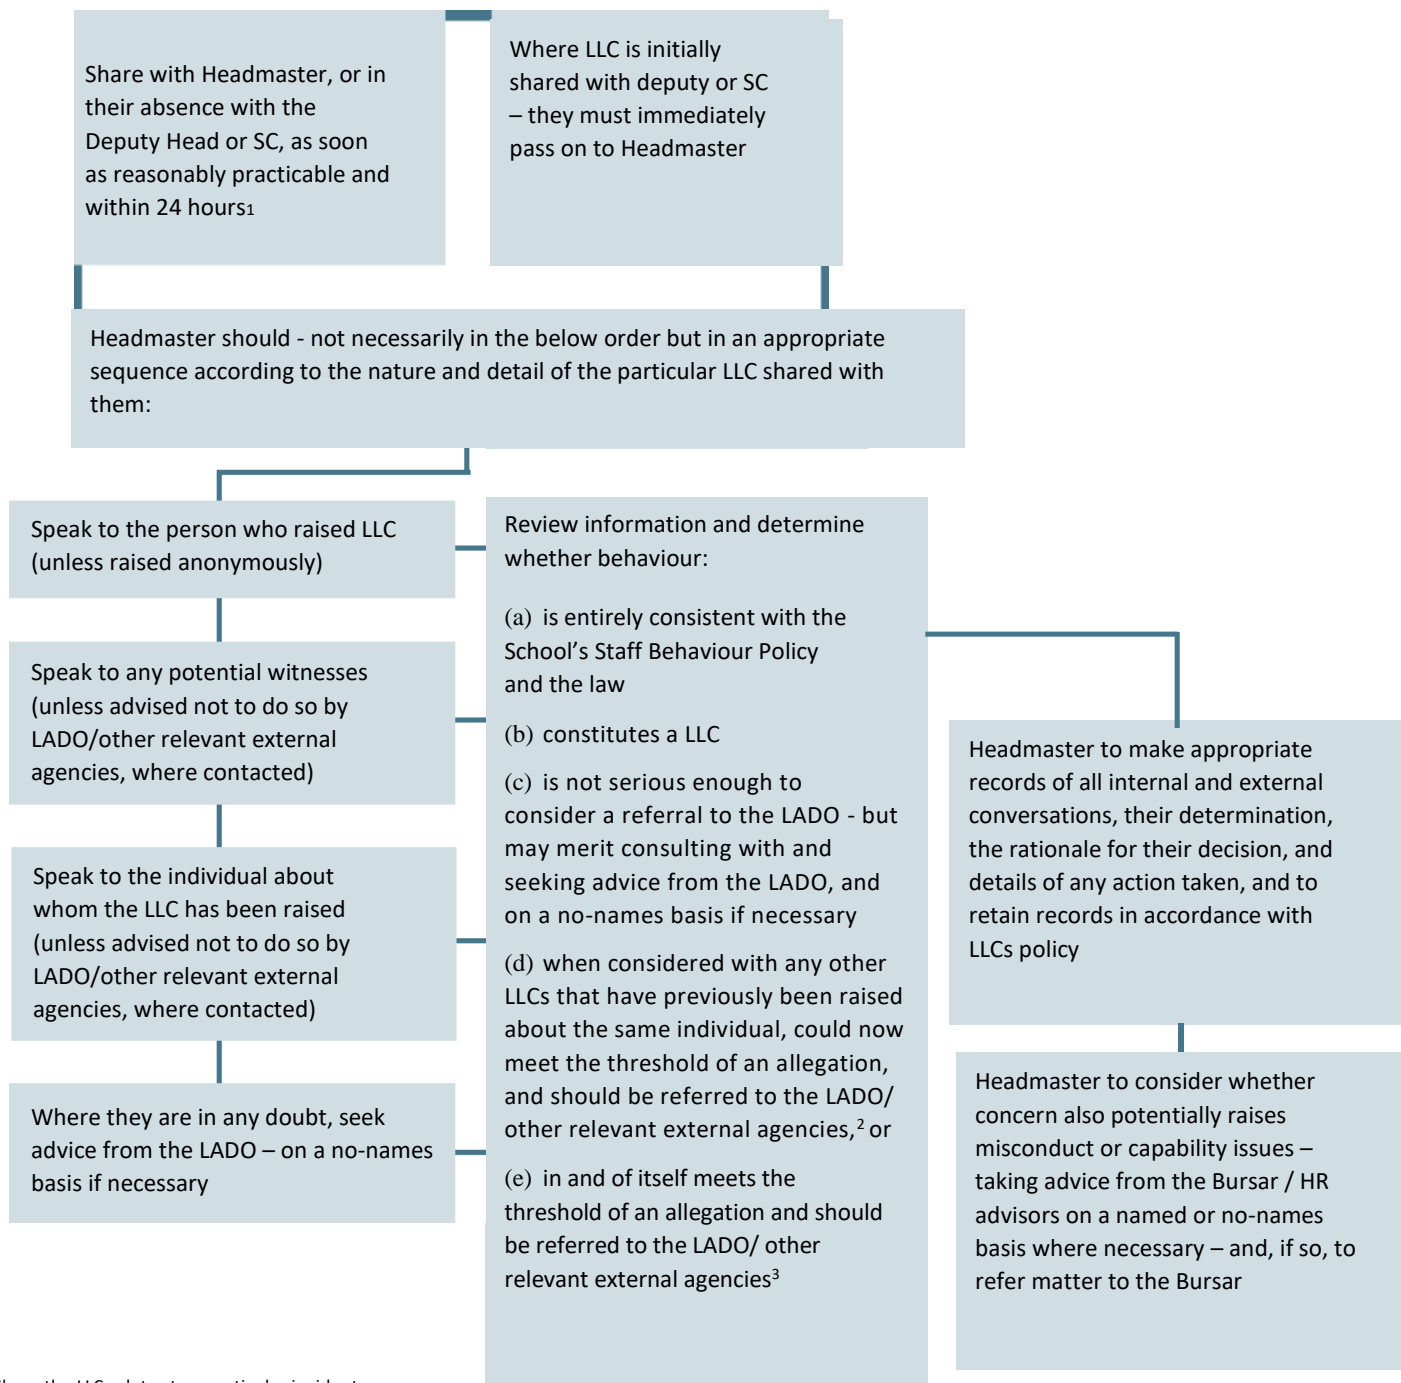 Share with Headmaster, or in
their absence with the
Deputy Head or SC, as soon
as reasonably practicable and
within 24 hours1
Where LLC is initially
shared with deputy or SC
– they must immediately
pass on to Headmaster
Headmaster should - not necessarily in the below order but in an appropriate
sequence according to the nature and detail of the particular LLC shared with
them:
Speak to the person who raised LLC
(unless raised anonymously)
Speak to any potential witnesses
(unless advised not to do so by
LADO/other relevant external
agencies, where contacted)
Speak to the individual about
whom the LLC has been raised
(unless advised not to do so by
LADO/other relevant external
agencies, where contacted)
Where they are in any doubt, seek
advice from the LADO – on a no-names
basis if necessary
Review information and determine
whether behaviour:
(a) is entirely consistent with the
School’s Staff Behaviour Policy
and the law
(b) constitutes a LLC
(c) is not serious enough to
consider a referral to the LADO - but
may merit consulting with and
seeking advice from the LADO, and
on a no-names basis if necessary
(d) when considered with any other
LLCs that have previously been raised
about the same individual, could now
meet the threshold of an allegation,
and should be referred to the LADO/
other relevant external agencies,² or
(e) in and of itself meets the
threshold of an allegation and should
be referred to the LADO/ other
relevant external agencies³
Headmaster to make appropriate
records of all internal and external
conversations, their determination,
the rationale for their decision, and
details of any action taken, and to
retain records in accordance with
LLCs policy
Headmaster to consider whether
concern also potentially raises
misconduct or capability issues –
taking advice from the Bursar / HR
advisors on a named or no-names
basis where necessary – and, if so, to
refer matter to the Bursar